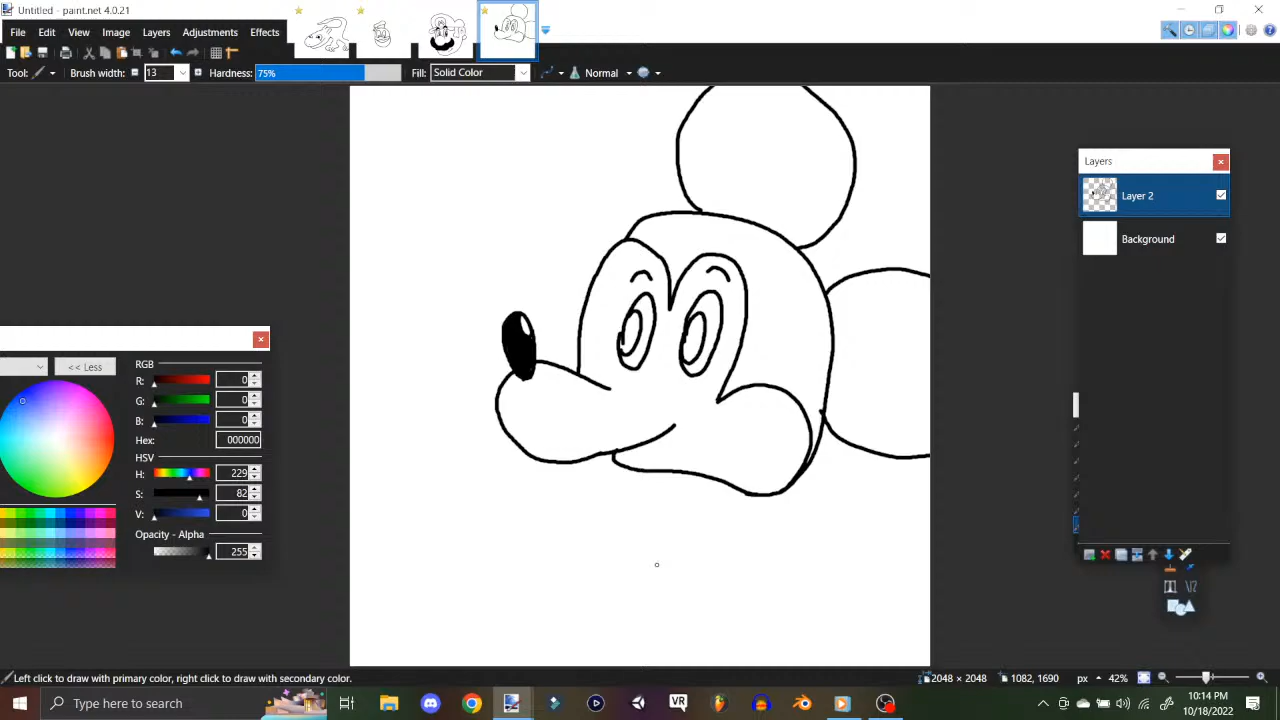 Untitled - paint.net 4.0.21
File Edit View Image Layers Adjustments Effects
Tool: Brush width: 13 Hardness: 75% Fill: Solid Color Normal
Layers
Layer 2
Background
<< Less
RGB
R: 0
G: 0
B: 0
Hex: 000000
HSV
H: 229
S: 82
V: 0
Opacity - Alpha
255
Left click to draw with primary color, right click to draw with secondary color.
2048 × 2048 1082, 1690 px 42%
Type here to search
VR
10:14 PM
10/18/2022